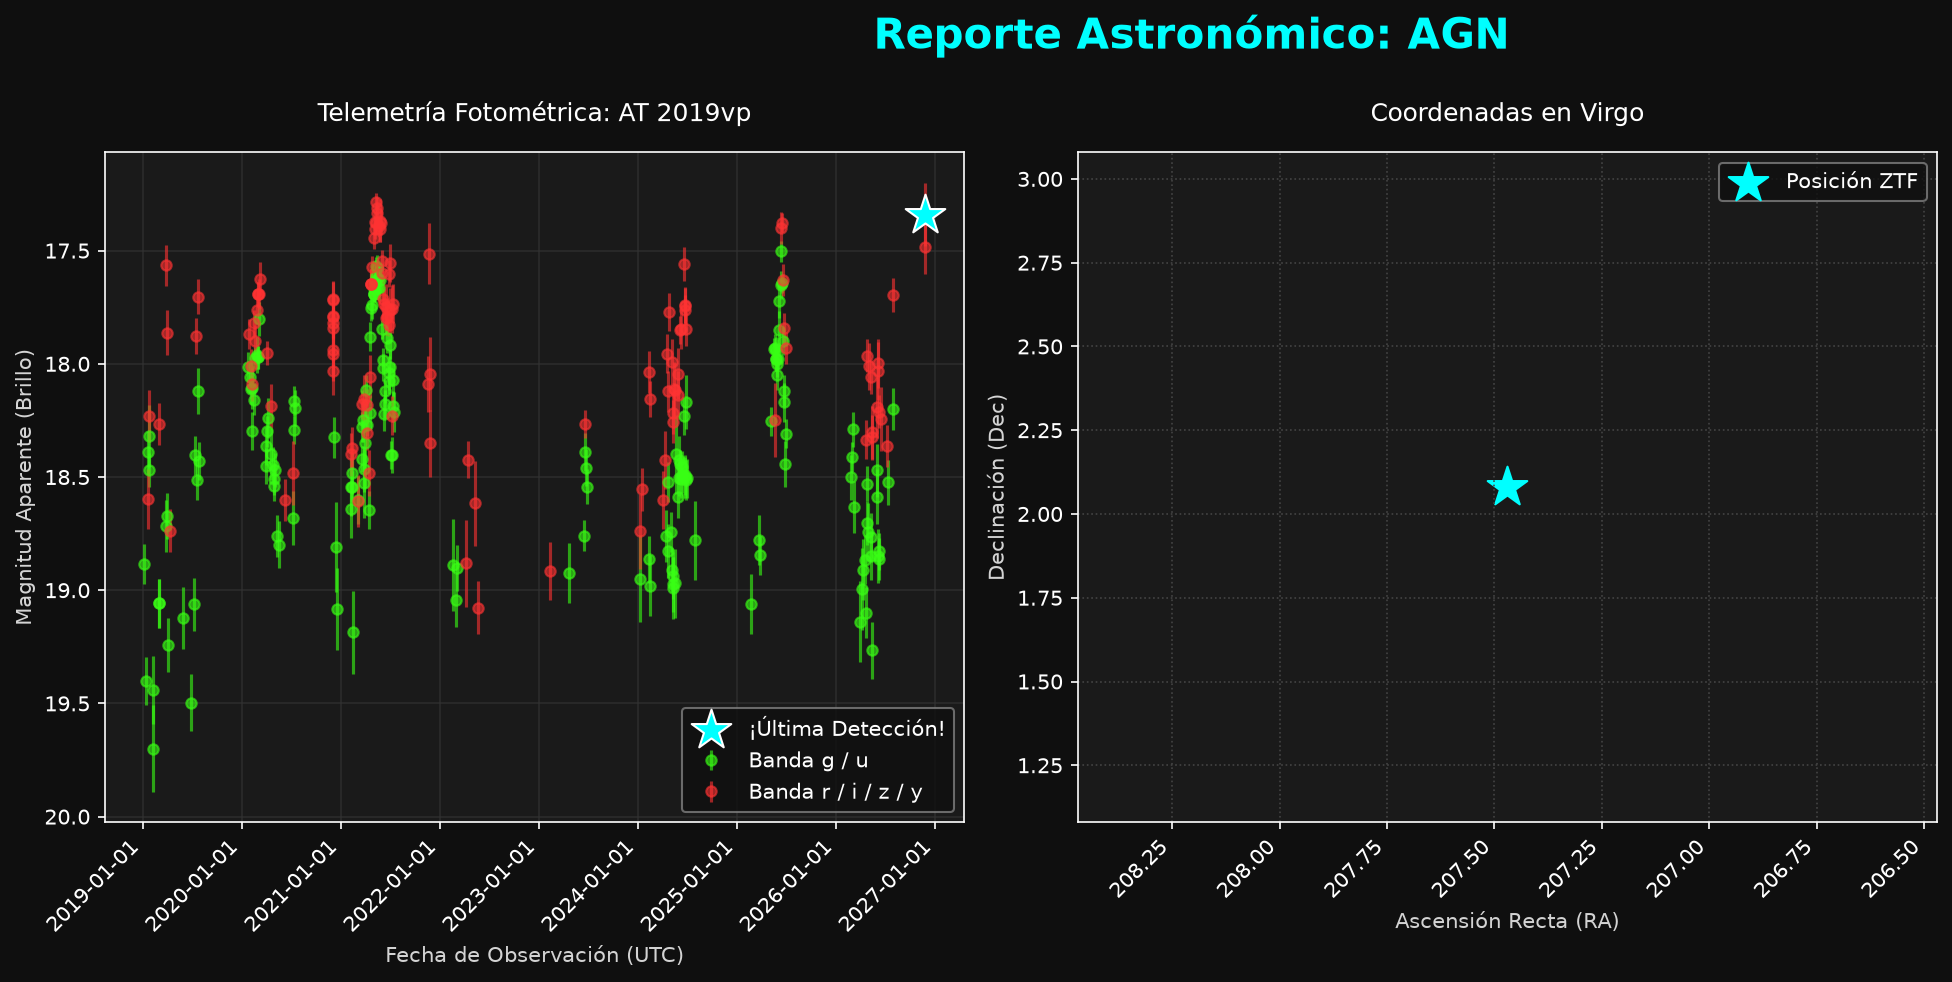 Reporte Astronómico: AGN
Telemetría Fotométrica: AT 2019vp
Magnitud Aparente (Brillo)
17.5
18.0
18.5
19.0
19.5
20.0
¡Última Detección!
Banda g / u
Banda r / i / z / y
2019-01-01
2020-01-01
2021-01-01
2022-01-01
2023-01-01
2024-01-01
2025-01-01
2026-01-01
2027-01-01
Fecha de Observación (UTC)
Coordenadas en Virgo
Posición ZTF
Declinación (Dec)
3.00
2.75
2.50
2.25
2.00
1.75
1.50
1.25
208.25
208.00
207.75
207.50
207.25
207.00
206.75
206.50
Ascensión Recta (RA)